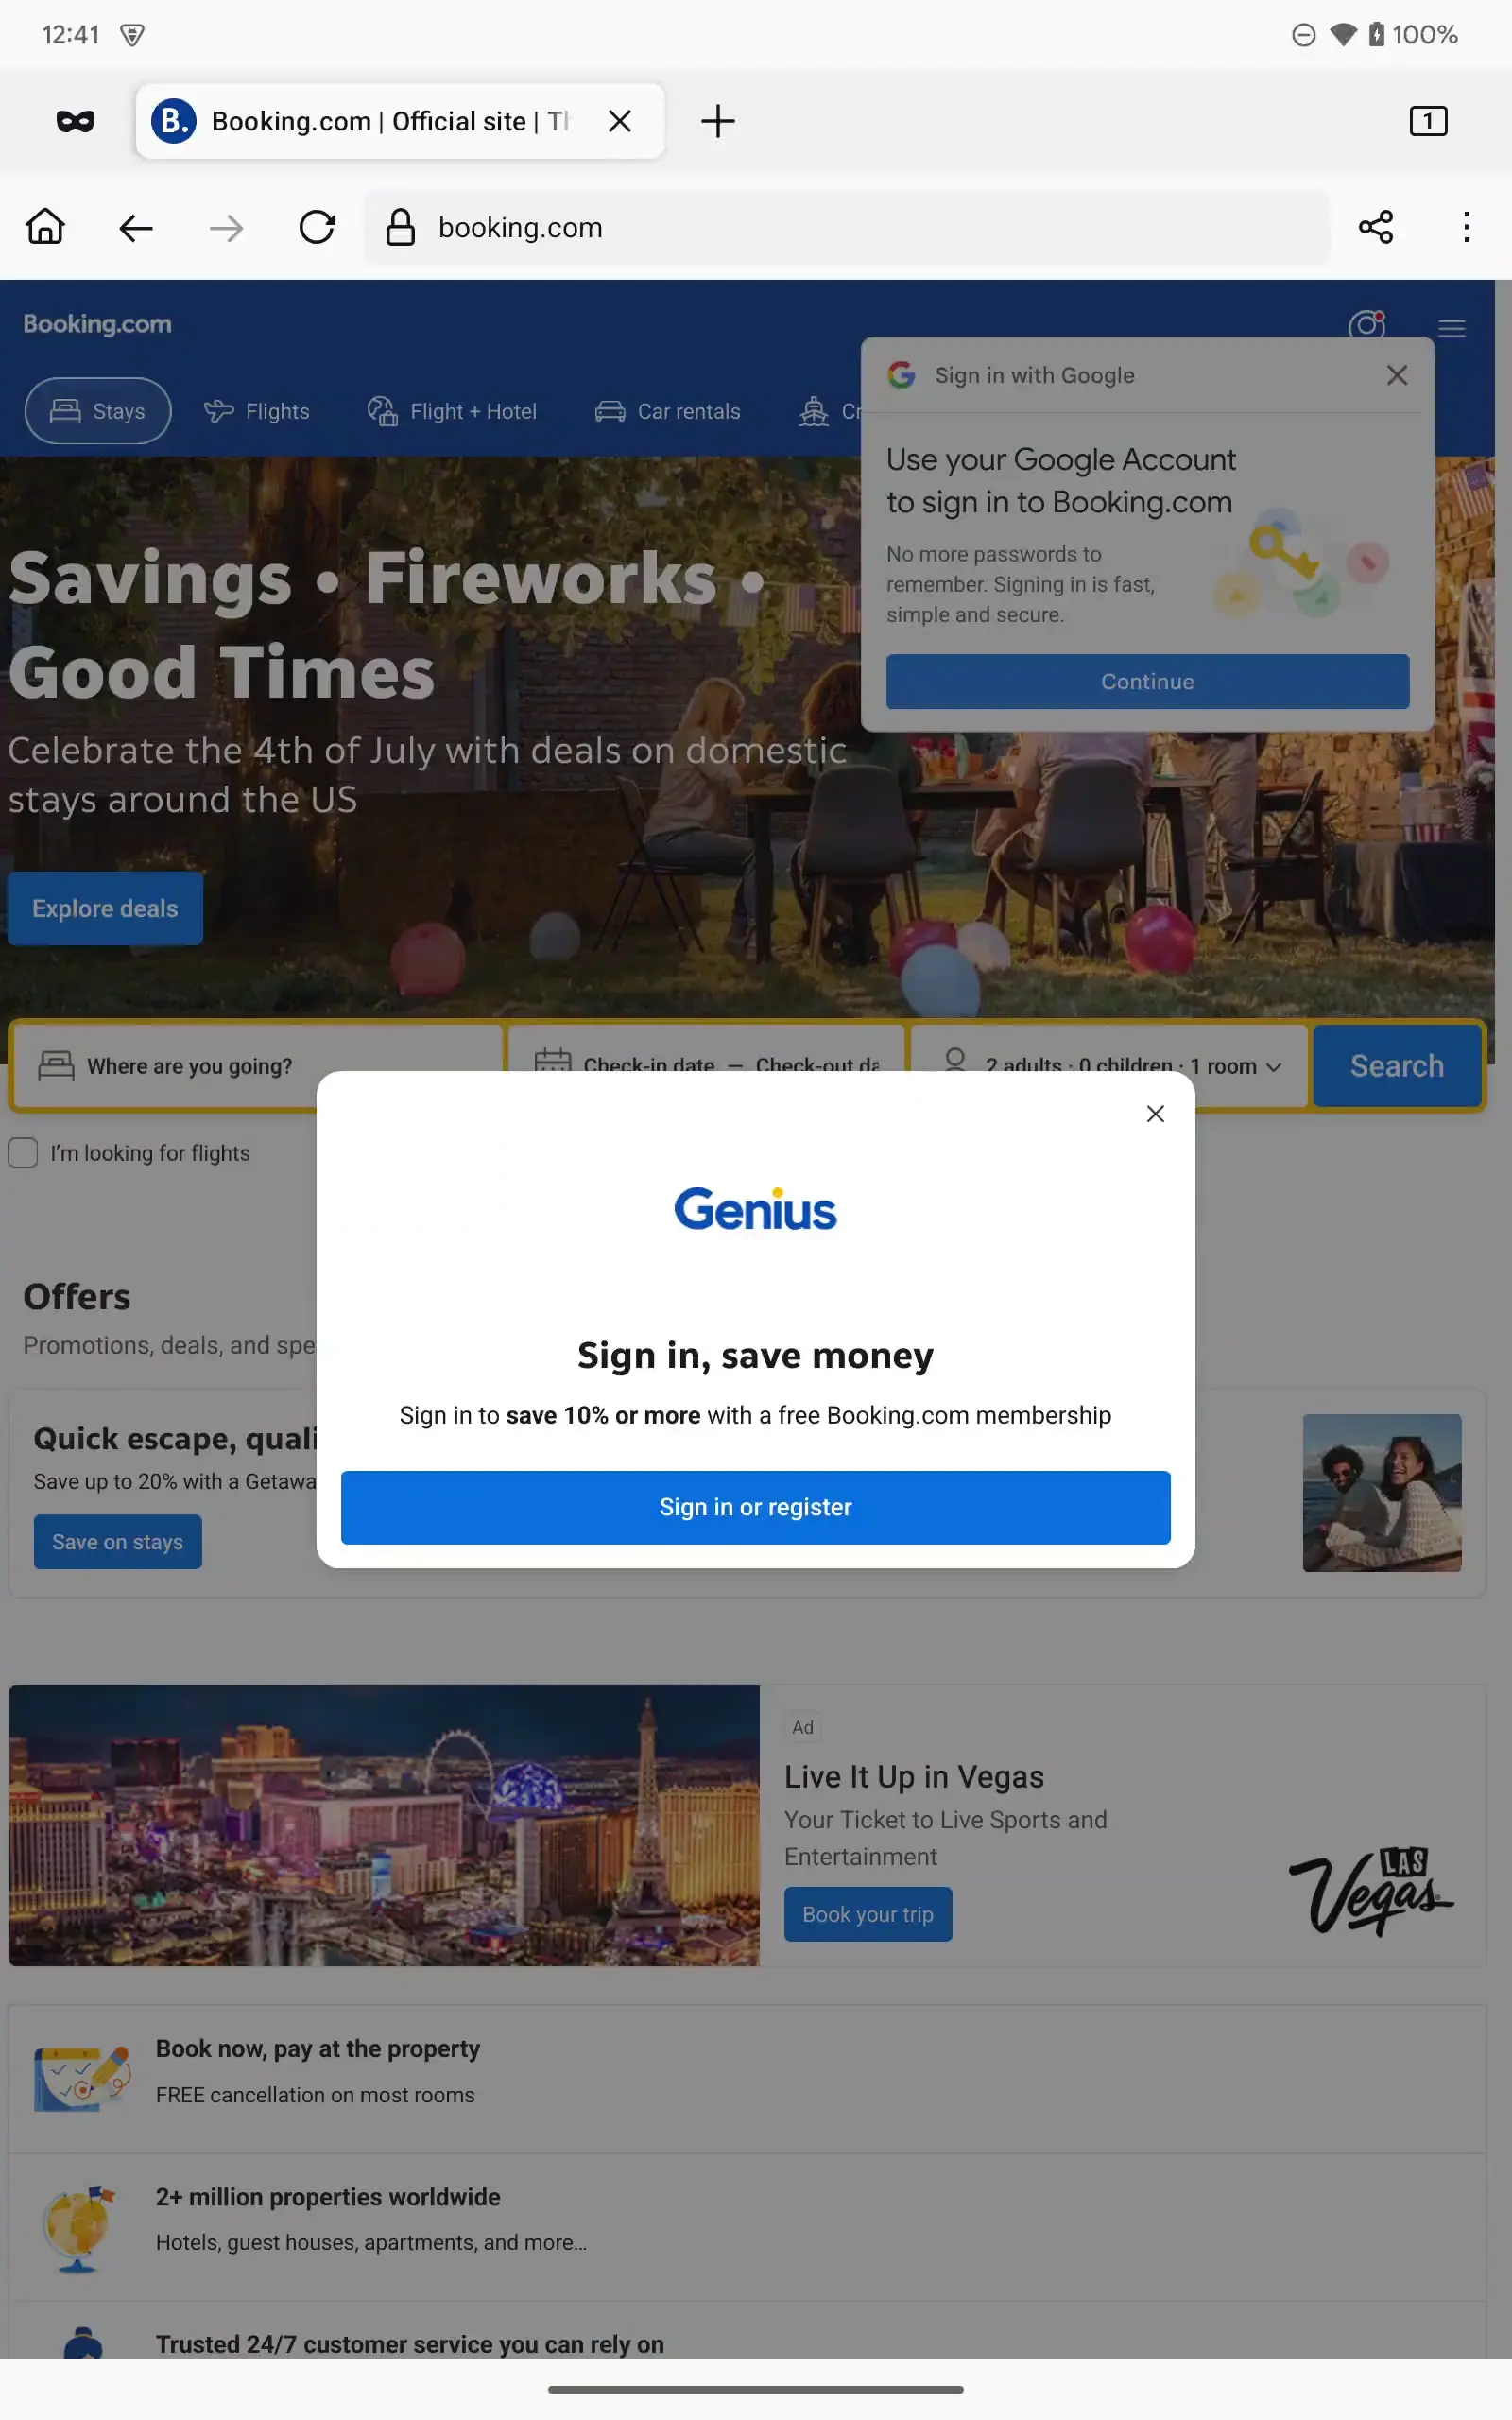 12:41
100%
B.
Booking.com | Official site |
1
booking.com
Booking.com
Stays
Flights
Flight + Hotel
Car rentals
Sign in with Google
Use your Google Account
to sign in to Booking.com
No more passwords to
remember. Signing in is fast,
simple and secure.
Continue
Savings • Fireworks •
Good Times
Celebrate the 4th of July with deals on domestic
stays around the US
Explore deals
Where are you going?
Check-in date — Check-out
2 adults · 0 children · 1 room
Search
I'm looking for flights
Genius
Sign in, save money
Sign in to save 10% or more with a free Booking.com membership
Sign in or register
Offers
Promotions, deals, and
Quick escape,
Save up to 20% with a
Save on stays
Ad
Live It Up in Vegas
Your Ticket to Live Sports and
Entertainment
Book your trip
LAS
Vegas
Book now, pay at the property
FREE cancellation on most rooms
2+ million properties worldwide
Hotels, guest houses, apartments, and more…
Trusted 24/7 customer service you can rely on